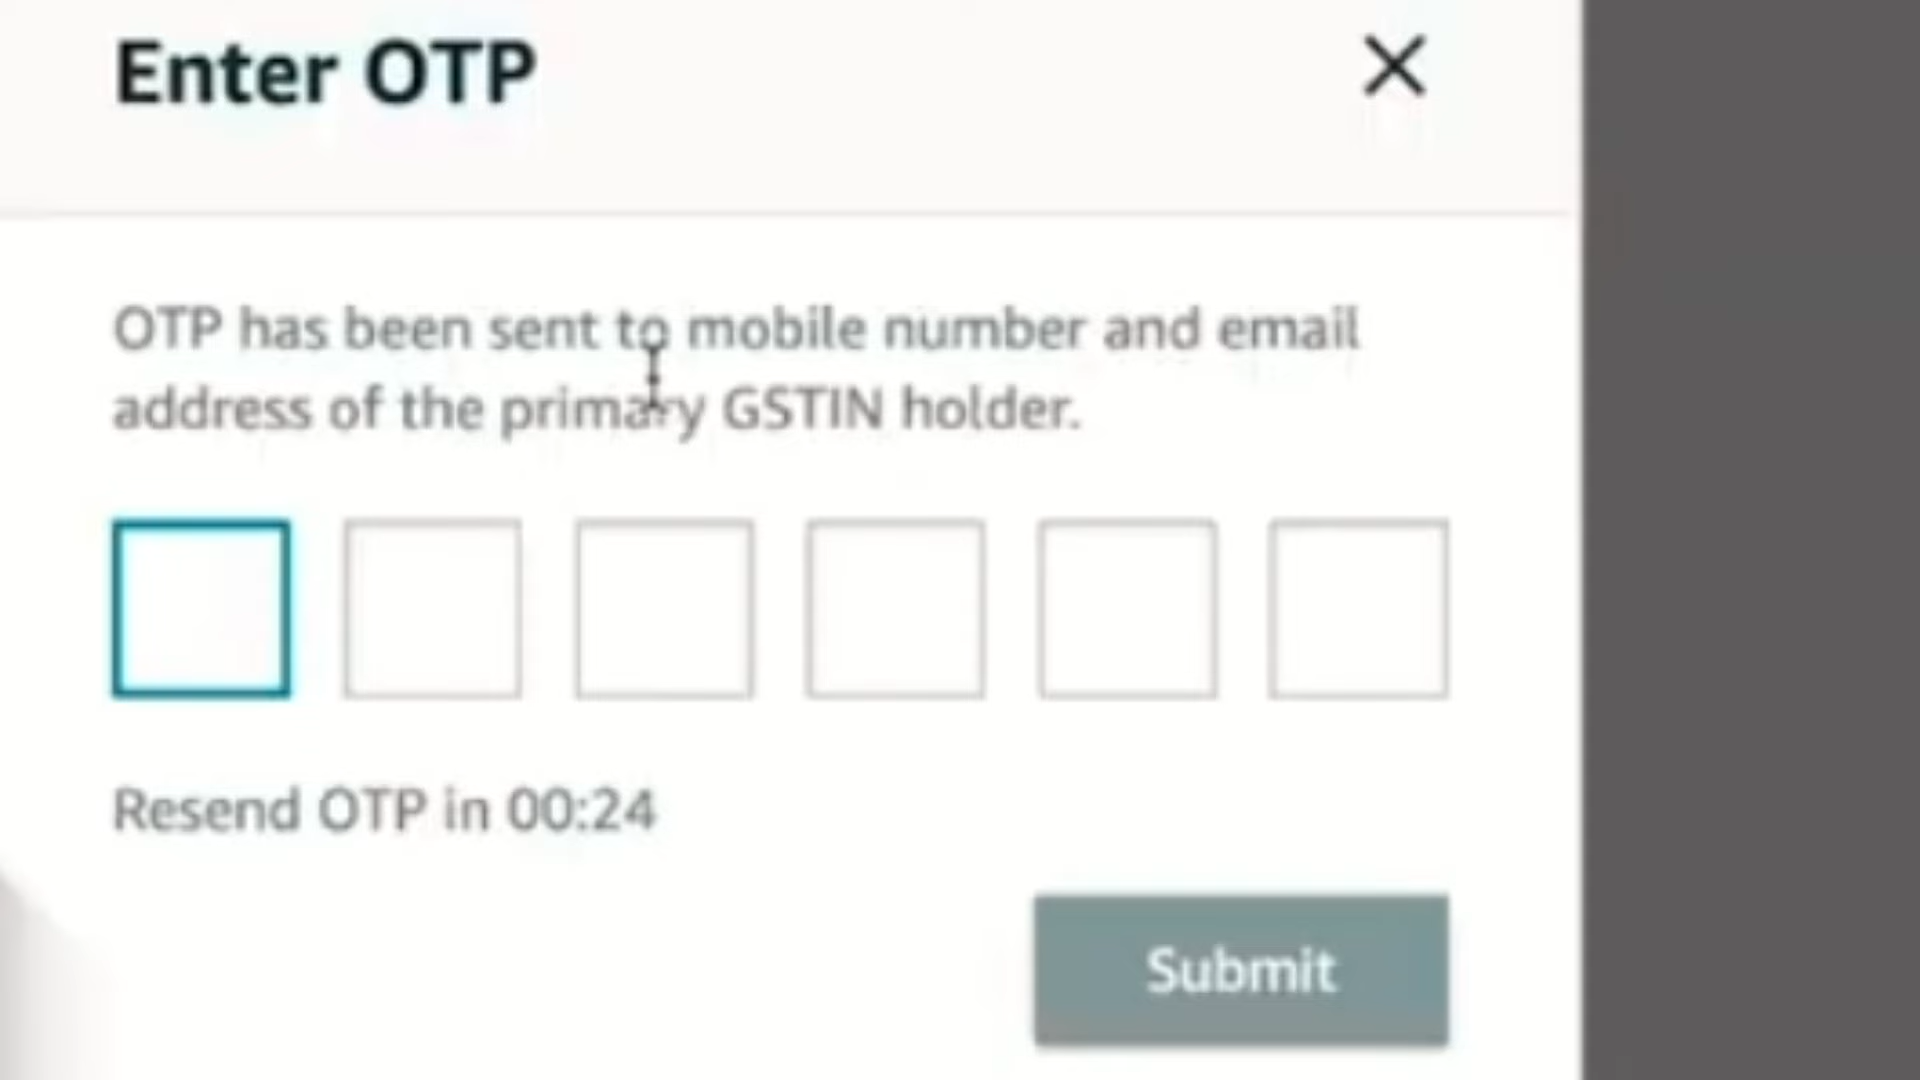 Enter OTP
OTP has been sent to mobile number and email
address of the primary GSTIN holder.
Resend OTP in 00:24
Submit